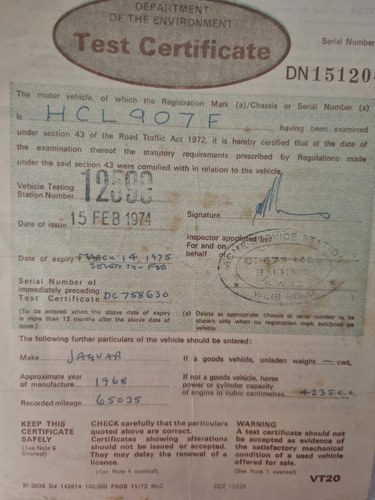 DEPARTMENT
OF THE ENVIRONMENT
Test Certificate
Serial Number
DN15120
The motor vehicle, of which the Registration Mark (a)/Chassis or Serial Number (a)
is HCL 907F having been examined
under section 43 of the Road Traffic Act 1972, it is hereby certified that at the date
of the examination thereof the statutory requirements prescribed by Regulations made
under the said section 43 were complied with in relation to the vehicle.
Vehicle Testing
Station Number
Date of issue 15 FEB 1974
Signature
Inspector appointed by/
For and on
behalf of
SERVICE STATION
Date of expiry MARCH 14, 1975
SEVENTY-FIVE
Serial Number of
immediately preceding
Test Certificate DC758630
(To be entered when the above date of expiry
is more than 12 months after the above date of
issue.)
(a) Delete as appropriate, chassis or serial number to be
shown only when no registration mark exhibited on
vehicle.
The following further particulars of the vehicle should be entered:
Make JAGUAR
If a goods vehicle, unladen weight — cwt.
Approximate year
of manufacture 1968
If not a goods vehicle, horse
power or cylinder capacity
of engine in cubic centimetres 4235 c.c.
Recorded mileage 65025
KEEP THIS
CERTIFICATE
SAFELY
(See Note 6
Overleaf)
CHECK carefully that the particulars
quoted above are correct.
Certificates showing alterations
should not be issued or accepted.
They may delay the renewal of a
licence.
(See Note 4 overleaf).
WARNING
A test certificate should
not be accepted as evidence of
the satisfactory mechanical
condition of a used vehicle
offered for sale.
(See Note 1 overleaf).
VT20